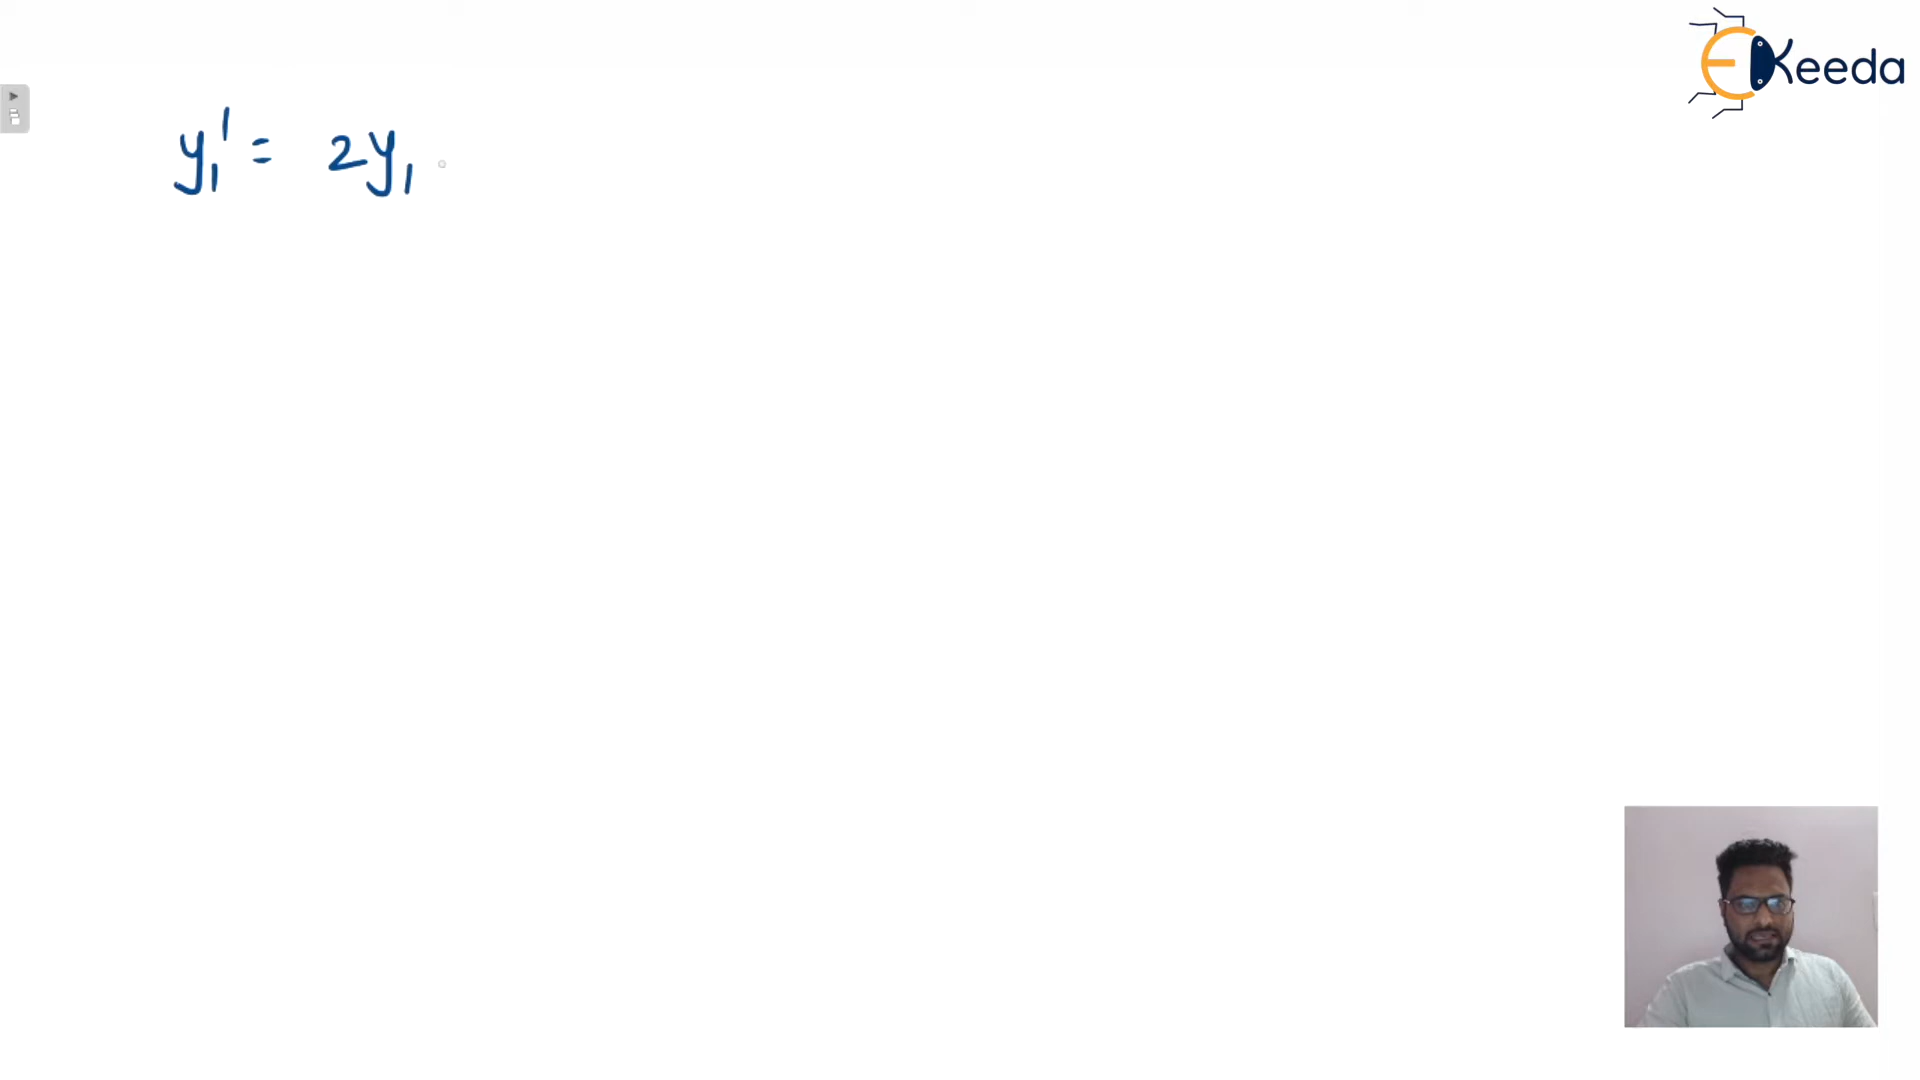 EKeeda
y₁' = 2y₁